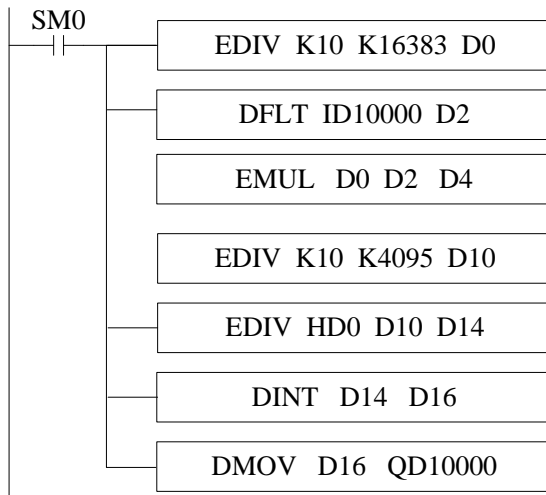 SM0
EDIV K10 K16383 D0
DFLT ID10000 D2
EMUL D0 D2 D4
EDIV K10 K4095 D10
EDIV HD0 D10 D14
DINT D14 D16
DMOV D16 QD10000